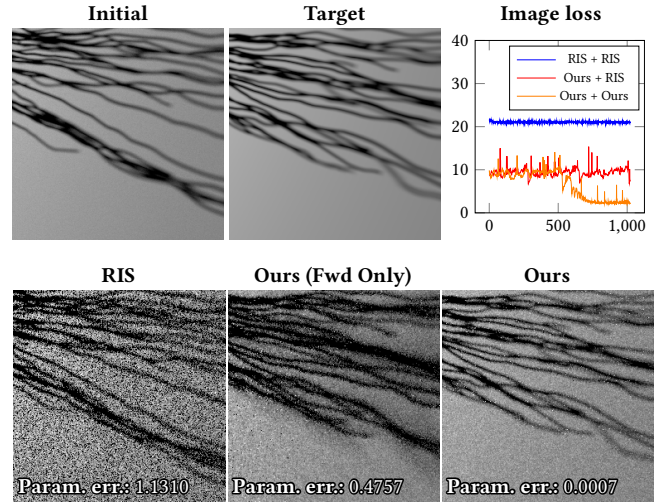 Initial Target Image loss
40
RIS + RIS
30
Ours + RIS
Ours + Ours
20
10
0
0 500 1,000
RIS Ours (Fwd Only) Ours
Param. err.: 1.1310 Param. err.: 0.4757 Param. err.: 0.0007